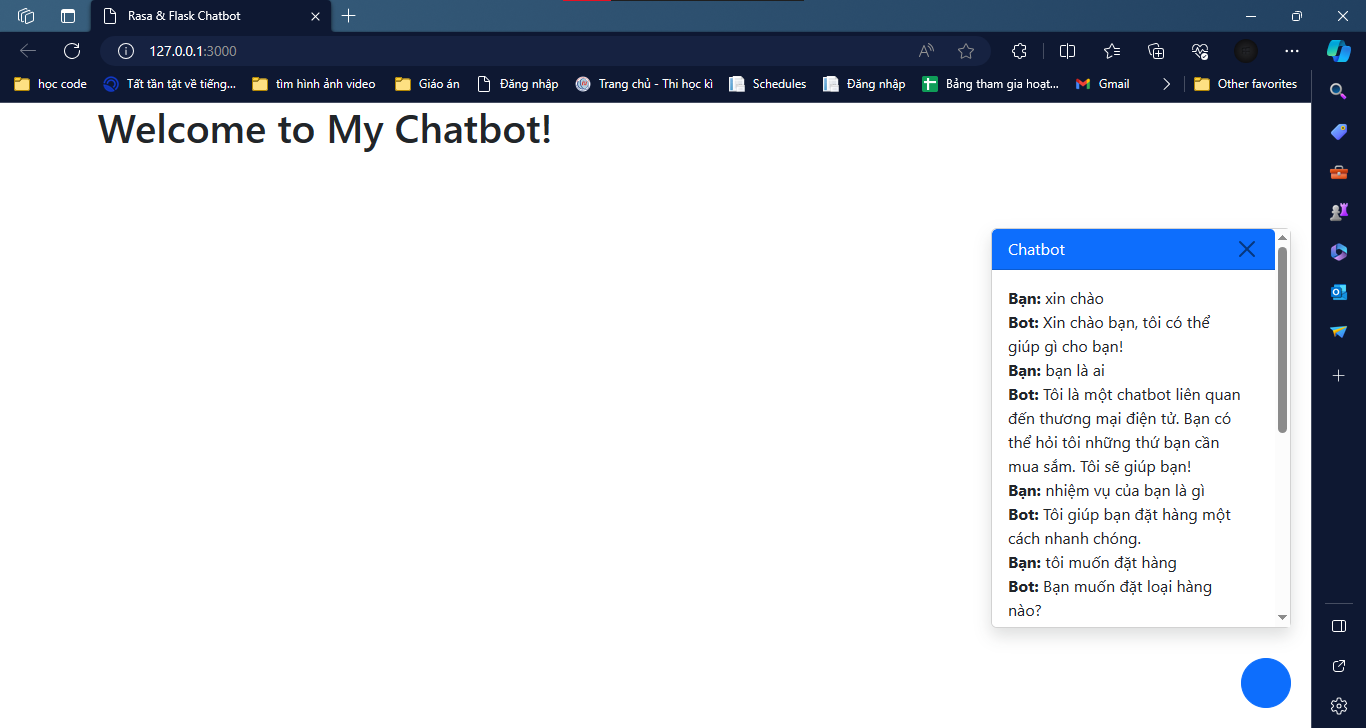 Rasa & Flask Chatbot
127.0.0.1:3000
học code
Tất tần tật về tiếng...
tìm hình ảnh video
Giáo án
Đăng nhập
Trang chủ - Thi học kì
Schedules
Đăng nhập
Bảng tham gia hoạt...
Gmail
Other favorites
Welcome to My Chatbot!
Chatbot
Bạn: xin chào
Bot: Xin chào bạn, tôi có thể
giúp gì cho bạn!
Bạn: bạn là ai
Bot: Tôi là một chatbot liên quan
đến thương mại điện tử. Bạn có
thể hỏi tôi những thứ bạn cần
mua sắm. Tôi sẽ giúp bạn!
Bạn: nhiệm vụ của bạn là gì
Bot: Tôi giúp bạn đặt hàng một
cách nhanh chóng.
Bạn: tôi muốn đặt hàng
Bot: Bạn muốn đặt loại hàng
nào?